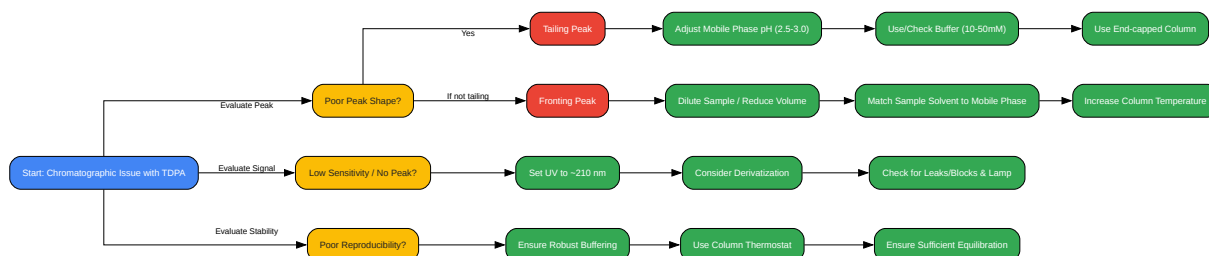 Tailing Peak
Adjust Mobile Phase pH (2.5-3.0)
Use/Check Buffer (10-50mM)
Use End-capped Column
Yes
Poor Peak Shape?
If not tailing
Fronting Peak
Dilute Sample / Reduce Volume
Match Sample Solvent to Mobile Phase
Increase Column Temperature
Evaluate Peak
Start: Chromatographic Issue with TDPA
Evaluate Signal
Low Sensitivity / No Peak?
Set UV to ~210 nm
Consider Derivatization
Check for Leaks/Blocks & Lamp
Evaluate Stability
Poor Reproducibility?
Ensure Robust Buffering
Use Column Thermostat
Ensure Sufficient Equilibration